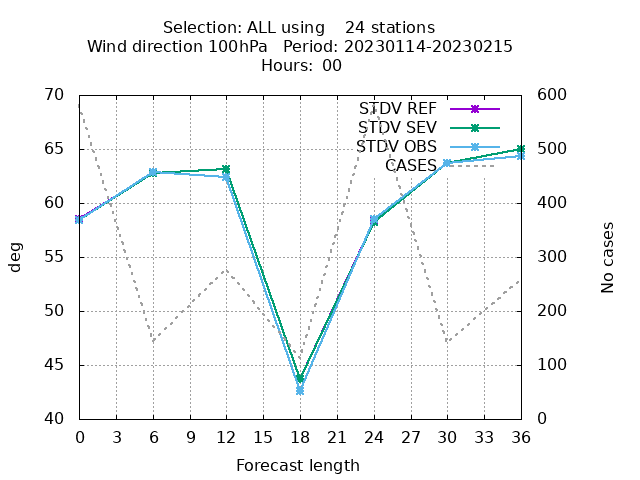 Selection: ALL using    24 stations
Wind direction 100hPa   Period: 20230114-20230215
Hours: 00
70 600
STDV REF
STDV SEV
65 STDV OBS 500
CASES
60 400
55 300
deg No cases
50 200
45 100
40 0
0 3 6 9 12 15 18 21 24 27 30 33 36
Forecast length